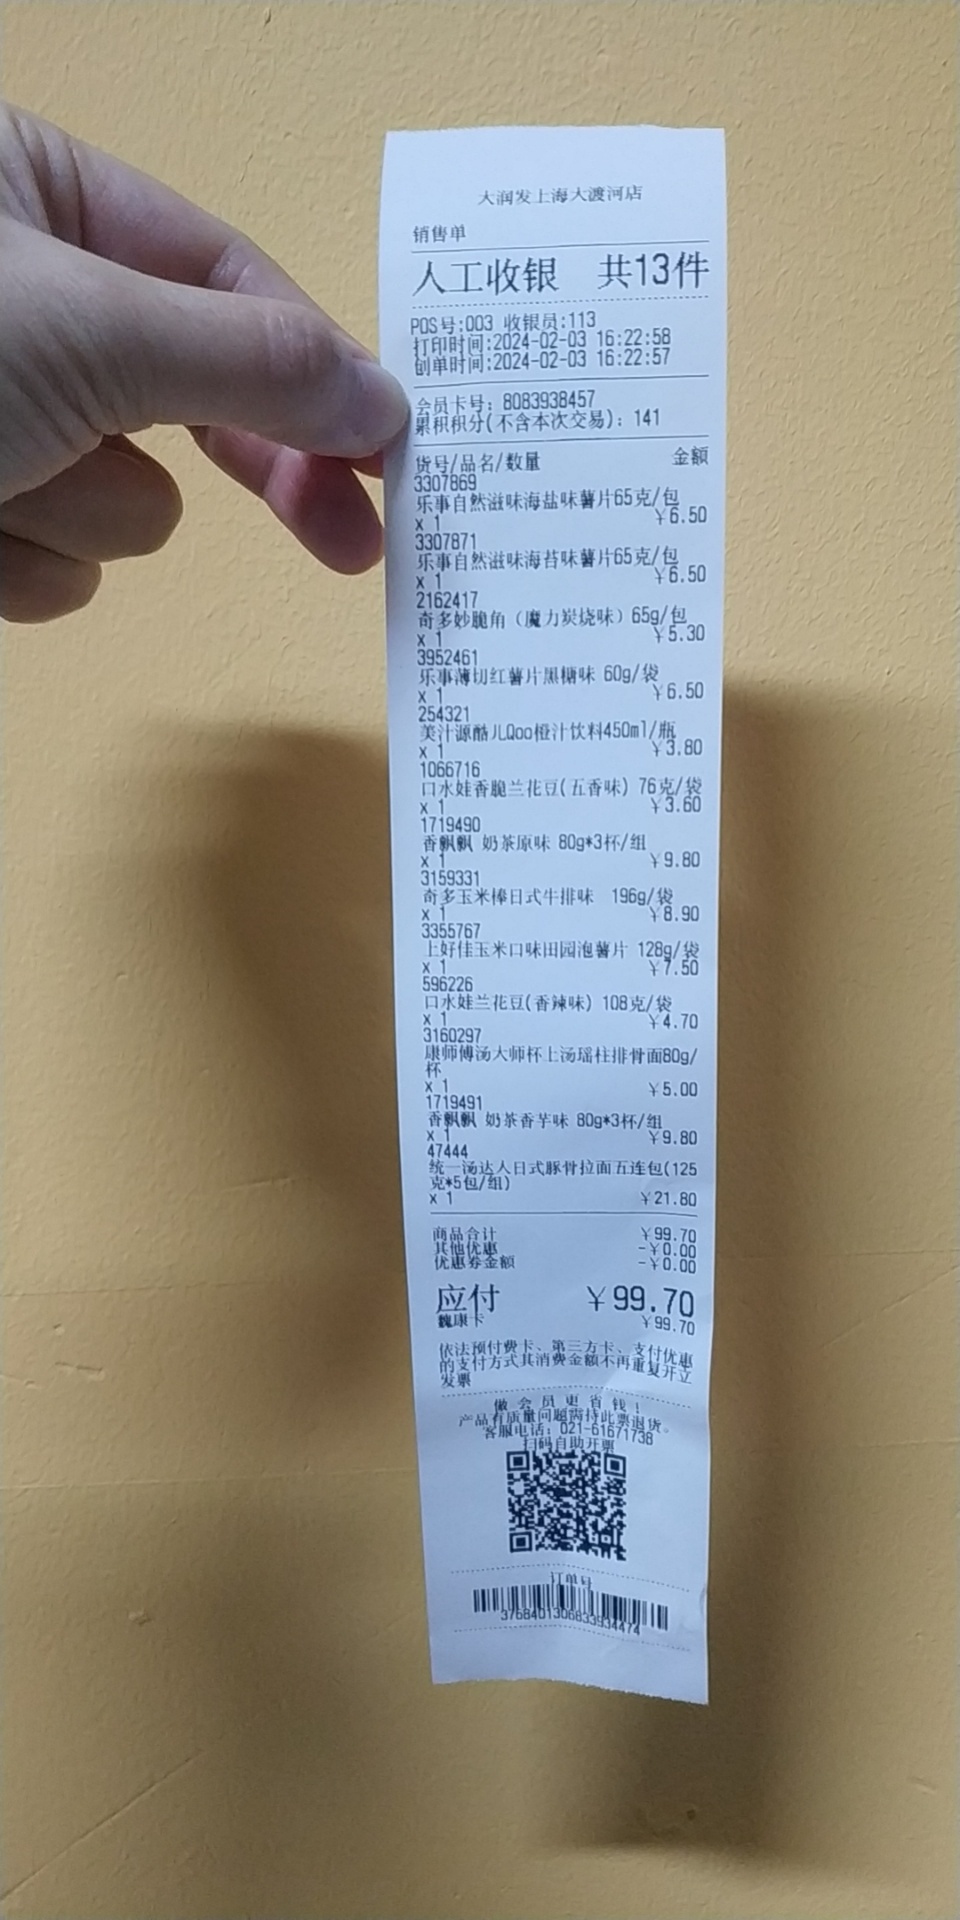 大润发上海大渡河店
销售单
人工收银 共13件
POS号:003 收银员:113
打印时间:2024-02-03 16:22:58
创单时间:2024-02-03 16:22:57
会员卡号: 8083938457
累积积分(不含本次交易): 141
货号/品名/数量 金额
3307869
乐事自然滋味海盐味薯片65克/包
x 1 ￥6.50
3307871
乐事自然滋味海苔味薯片65克/包
x 1 ￥6.50
2162417
奇多妙脆角（魔力炭烧味）65g/包
x 1 ￥5.30
3952461
乐事薄切红薯片黑糖味 60g/袋
x 1 ￥6.50
254321
美汁源酷儿Qoo橙汁饮料450ml/瓶
x 1 ￥3.80
1066716
口水娃香脆兰花豆(五香味) 76克/袋
x 1 ￥3.60
1719490
香飘飘 奶茶原味 80g*3杯/组
x 1 ￥9.80
3159331
奇多玉米棒日式牛排味 196g/袋
x 1 ￥8.90
3355767
上好佳玉米口味田园泡薯片 128g/袋
x 1 ￥7.50
596226
口水娃兰花豆(香辣味) 108克/袋
x 1 ￥4.70
3160297
康师傅汤大师杯上汤瑶柱排骨面80g/
杯
x 1 ￥5.00
1719491
香飘飘 奶茶香芋味 80g*3杯/组
x 1 ￥9.80
47444
统一汤达人日式豚骨拉面五连包(125
克*5包/组)
x 1 ￥21.80
商品合计 ￥99.70
其他优惠 -￥0.00
优惠券金额 -￥0.00
应付 ￥99.70
魏康卡 ￥99.70
依法预付费卡、第三方卡、支付优惠
的支付方式其消费金额不再重复开立
发票
做会员更省钱！
产品有质量问题需持此票退货。
客服电话: 021-61671738
扫码自助开票
订单号
3768401306833934474